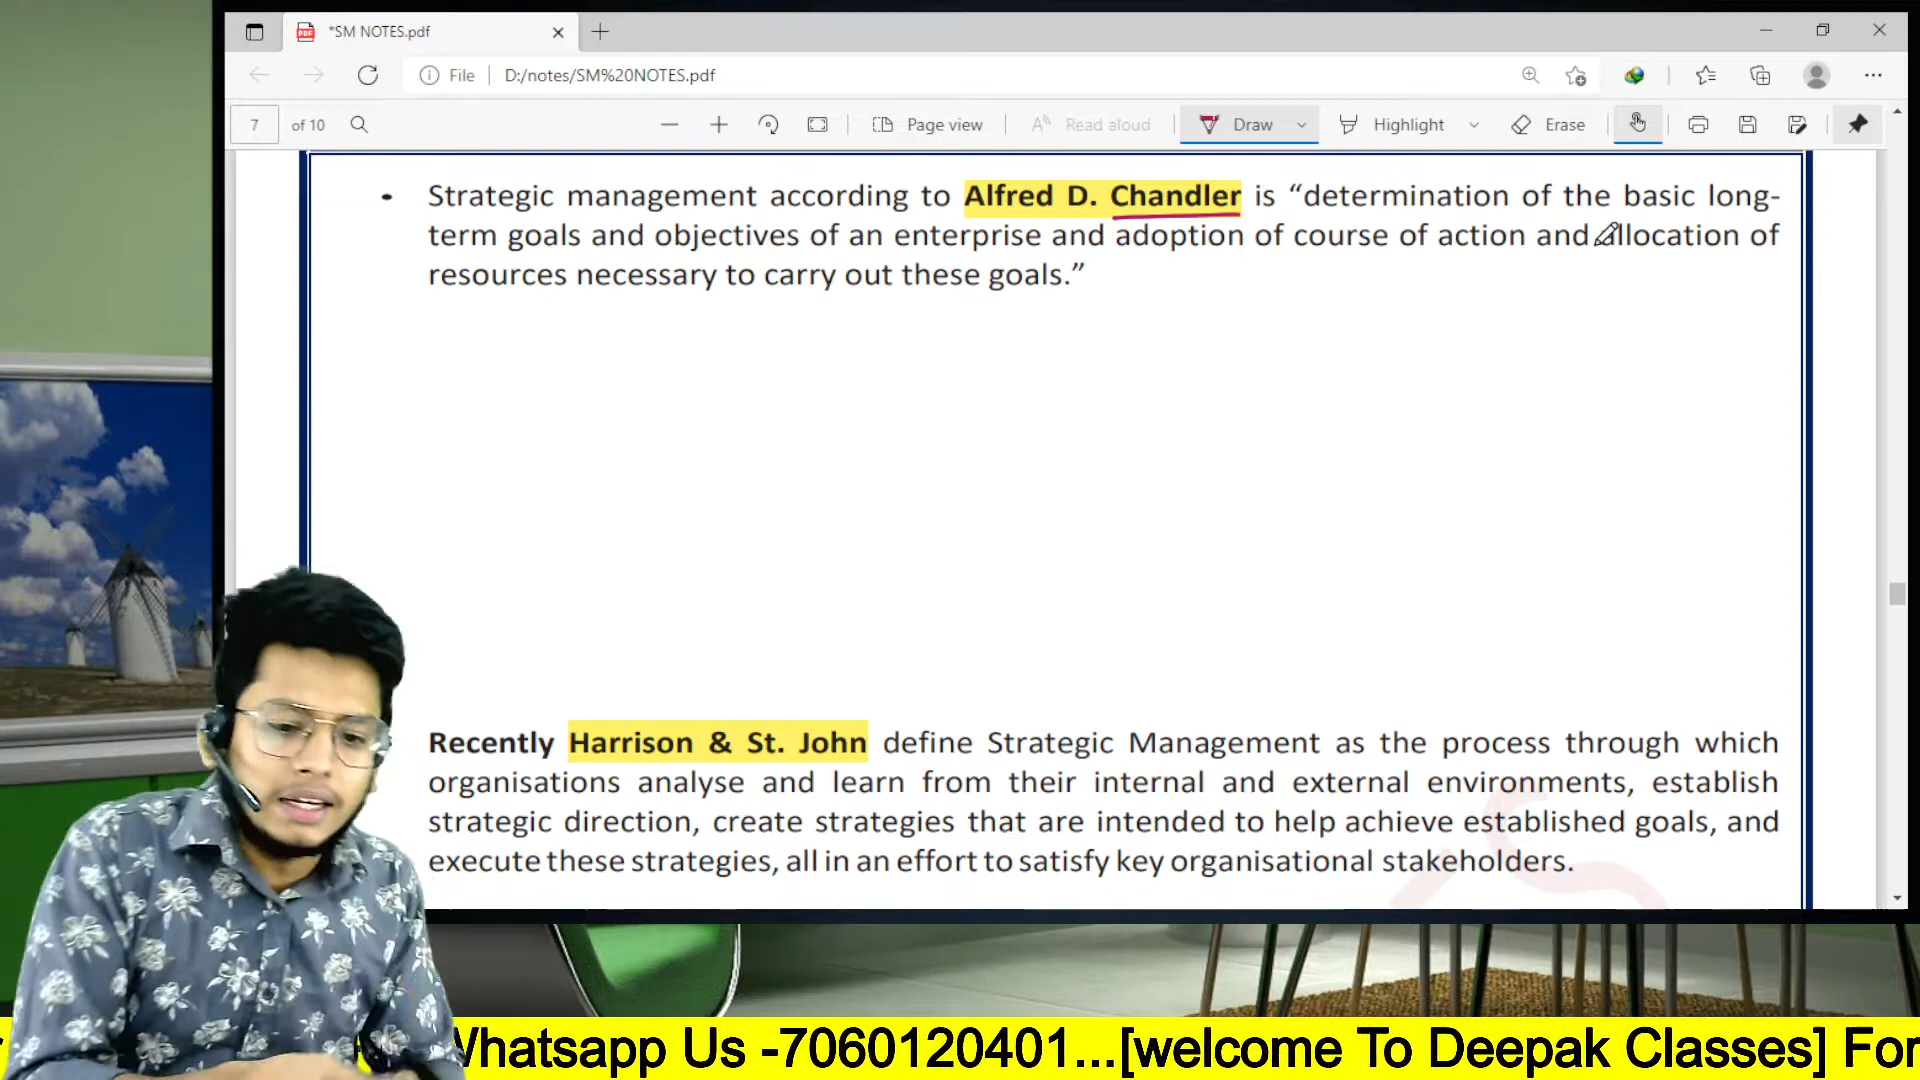 *SM NOTES.pdf
File D:/notes/SM%20NOTES.pdf
7 of 10 Page view Read aloud Draw Highlight Erase
• Strategic management according to Alfred D. Chandler is “determination of the basic long-
term goals and objectives of an enterprise and adoption of course of action and allocation of
resources necessary to carry out these goals.”
Recently Harrison & St. John define Strategic Management as the process through which
organisations analyse and learn from their internal and external environments, establish
strategic direction, create strategies that are intended to help achieve established goals, and
execute these strategies, all in an effort to satisfy key organisational stakeholders.
Whatsapp Us -7060120401...[welcome To Deepak Classes] For